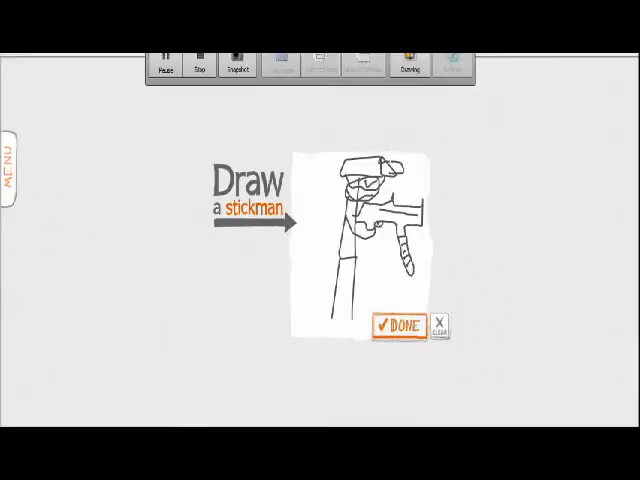 Pause Stop Snapshot Drawing
MENU
Draw
a stickman
DONE
CLEAR